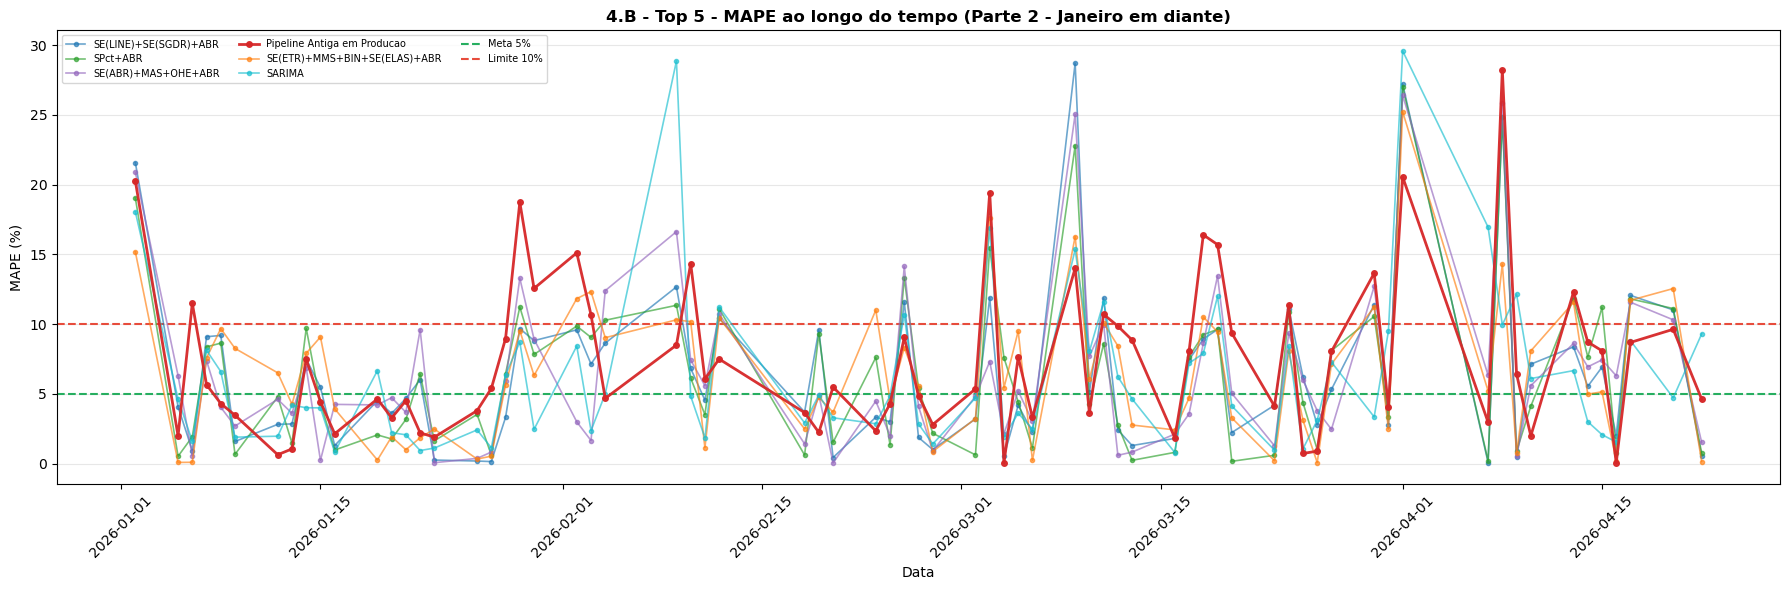 4.B - Top 5 - MAPE ao longo do tempo (Parte 2 - Janeiro em diante)
SE(LINE)+SE(SGDR)+ABR
SPct+ABR
SE(ABR)+MAS+OHE+ABR
Pipeline Antiga em Producao
SE(ETR)+MMS+BIN+SE(ELAS)+ABR
SARIMA
Meta 5%
Limite 10%
MAPE (%)
30
25
20
15
10
5
0
2026-01-01
2026-01-15
2026-02-01
2026-02-15
2026-03-01
2026-03-15
2026-04-01
2026-04-15
Data